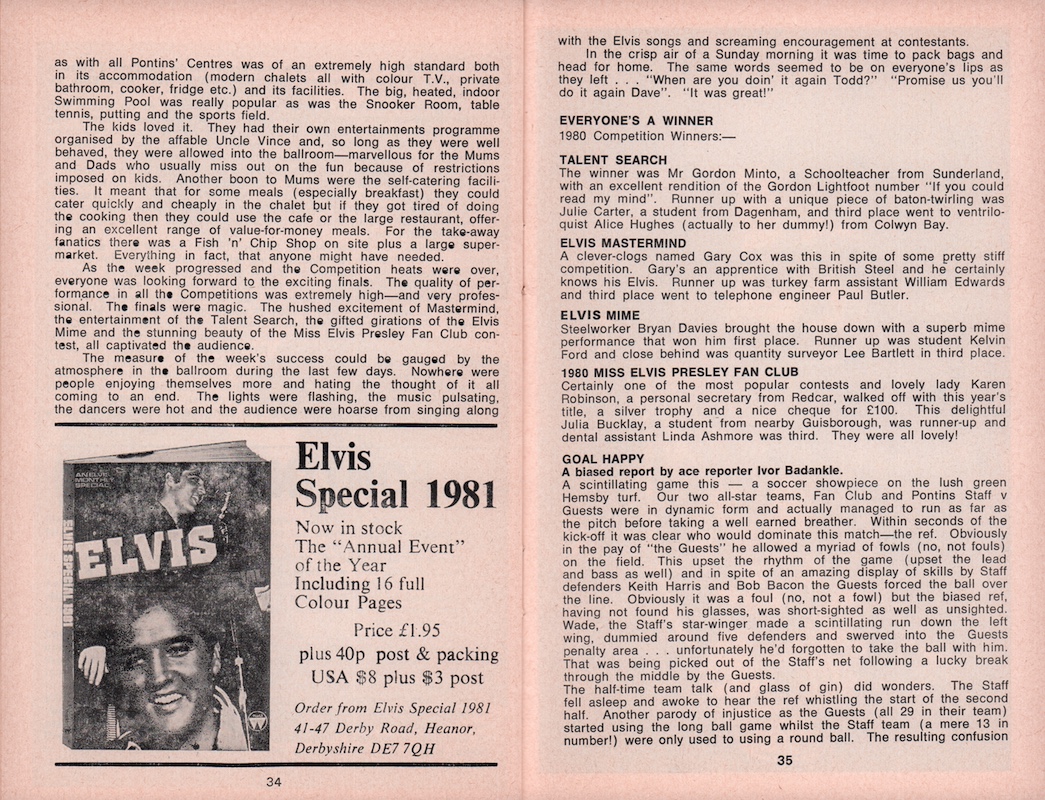 as with all Pontins' Centres was of an extremely high standard both
in its accommodation (modern chalets all with colour T.V., private
bathroom, cooker, fridge etc.) and its facilities. The big, heated, indoor
Swimming Pool was really popular as was the Snooker Room, table
tennis, putting and the sports field.
The kids loved it. They had their own entertainments programme
organised by the affable Uncle Vince and, so long as they were well
behaved, they were allowed into the ballroom—marvellous for the Mums
and Dads who usually miss out on the fun because of restrictions
imposed on kids. Another boon to Mums were the self-catering facili-
ties. It meant that for some meals (especially breakfast) they could
cater quickly and cheaply in the chalet but if they got tired of doing
the cooking then they could use the cafe or the large restaurant, offer-
ing an excellent range of value-for-money meals. For the take-away
fanatics there was a Fish 'n' Chip Shop on site plus a large super-
market. Everything in fact, that anyone might have needed.
As the week progressed and the Competition heats were over,
everyone was looking forward to the exciting finals. The quality of per-
formance in all the Competitions was extremely high—and very profes-
sional. The finals were magic. The hushed excitement of Mastermind,
the entertainment of the Talent Search, the gifted girations of the Elvis
Mime and the stunning beauty of the Miss Elvis Presley Fan Club con-
test, all captivated the audience.
The measure of the week's success could be gauged by the
atmosphere in the ballroom during the last few days. Nowhere were
people enjoying themselves more and hating the thought of it all
coming to an end. The lights were flashing, the music pulsating,
the dancers were hot and the audience were hoarse from singing along
AN ELVIS
MONTHLY
SPECIAL
ELVIS
ELVIS SPECIAL 1981
Elvis
Special 1981
Now in stock
The "Annual Event"
of the Year
Including 16 full
Colour Pages
Price £1.95
plus 40p post & packing
USA $8 plus $3 post
Order from Elvis Special 1981
41-47 Derby Road, Heanor,
Derbyshire DE7 7QH
34
with the Elvis songs and screaming encouragement at contestants.
In the crisp air of a Sunday morning it was time to pack bags and
head for home. The same words seemed to be on everyone's lips as
they left . . . "When are you doin' it again Todd?" "Promise us you'll
do it again Dave". "It was great!"
EVERYONE'S A WINNER
1980 Competition Winners:—
TALENT SEARCH
The winner was Mr Gordon Minto, a Schoolteacher from Sunderland,
with an excellent rendition of the Gordon Lightfoot number "If you could
read my mind". Runner up with a unique piece of baton-twirling was
Julie Carter, a student from Dagenham, and third place went to ventrilo-
quist Alice Hughes (actually to her dummy!) from Colwyn Bay.
ELVIS MASTERMIND
A clever-clogs named Gary Cox was this in spite of some pretty stiff
competition. Gary's an apprentice with British Steel and he certainly
knows his Elvis. Runner up was turkey farm assistant William Edwards
and third place went to telephone engineer Paul Butler.
ELVIS MIME
Steelworker Bryan Davies brought the house down with a superb mime
performance that won him first place. Runner up was student Kelvin
Ford and close behind was quantity surveyor Lee Bartlett in third place.
1980 MISS ELVIS PRESLEY FAN CLUB
Certainly one of the most popular contests and lovely lady Karen
Robinson, a personal secretary from Redcar, walked off with this year's
title, a silver trophy and a nice cheque for £100. This delightful
Julia Bucklay, a student from nearby Guisborough, was runner-up and
dental assistant Linda Ashmore was third. They were all lovely!
GOAL HAPPY
A biased report by ace reporter Ivor Badankle.
A scintillating game this — a soccer showpiece on the lush green
Hemsby turf. Our two all-star teams, Fan Club and Pontins Staff v
Guests were in dynamic form and actually managed to run as far as
the pitch before taking a well earned breather. Within seconds of the
kick-off it was clear who would dominate this match—the ref. Obviously
in the pay of "the Guests" he allowed a myriad of fowls (no, not fouls)
on the field. This upset the rhythm of the game (upset the lead
and bass as well) and in spite of an amazing display of skills by Staff
defenders Keith Harris and Bob Bacon the Guests forced the ball over
the line. Obviously it was a foul (no, not a fowl) but the biased ref,
having not found his glasses, was short-sighted as well as unsighted.
Wade, the Staff's star-winger made a scintillating run down the left
wing, dummied around five defenders and swerved into the Guests
penalty area . . . unfortunately he'd forgotten to take the ball with him.
That was being picked out of the Staff's net following a lucky break
through the middle by the Guests.
The half-time team talk (and glass of gin) did wonders. The Staff
fell asleep and awoke to hear the ref whistling the start of the second
half. Another parody of injustice as the Guests (all 29 in their team)
started using the long ball game whilst the Staff team (a mere 13 in
number!) were only used to using a round ball. The resulting confusion
35